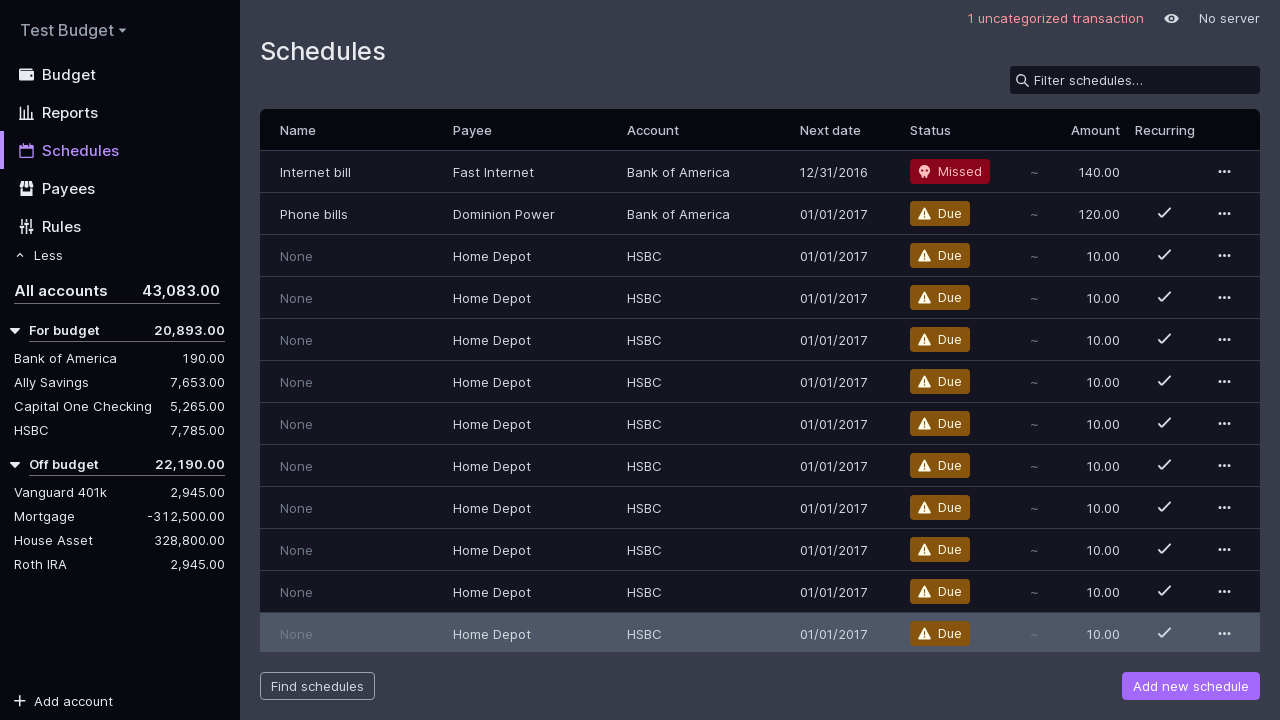 Test Budget
1 uncategorized transaction
No server
Budget
Reports
Schedules
Payees
Rules
Less
All accounts 43,083.00
For budget 20,893.00
Bank of America 190.00
Ally Savings 7,653.00
Capital One Checking 5,265.00
HSBC 7,785.00
Off budget 22,190.00
Vanguard 401k 2,945.00
Mortgage -312,500.00
House Asset 328,800.00
Roth IRA 2,945.00
Add account
Schedules
Filter schedules...
Name Payee Account Next date Status Amount Recurring
Internet bill Fast Internet Bank of America 12/31/2016 Missed ~ 140.00
Phone bills Dominion Power Bank of America 01/01/2017 Due ~ 120.00
None Home Depot HSBC 01/01/2017 Due ~ 10.00
None Home Depot HSBC 01/01/2017 Due ~ 10.00
None Home Depot HSBC 01/01/2017 Due ~ 10.00
None Home Depot HSBC 01/01/2017 Due ~ 10.00
None Home Depot HSBC 01/01/2017 Due ~ 10.00
None Home Depot HSBC 01/01/2017 Due ~ 10.00
None Home Depot HSBC 01/01/2017 Due ~ 10.00
None Home Depot HSBC 01/01/2017 Due ~ 10.00
None Home Depot HSBC 01/01/2017 Due ~ 10.00
None Home Depot HSBC 01/01/2017 Due ~ 10.00
Find schedules
Add new schedule